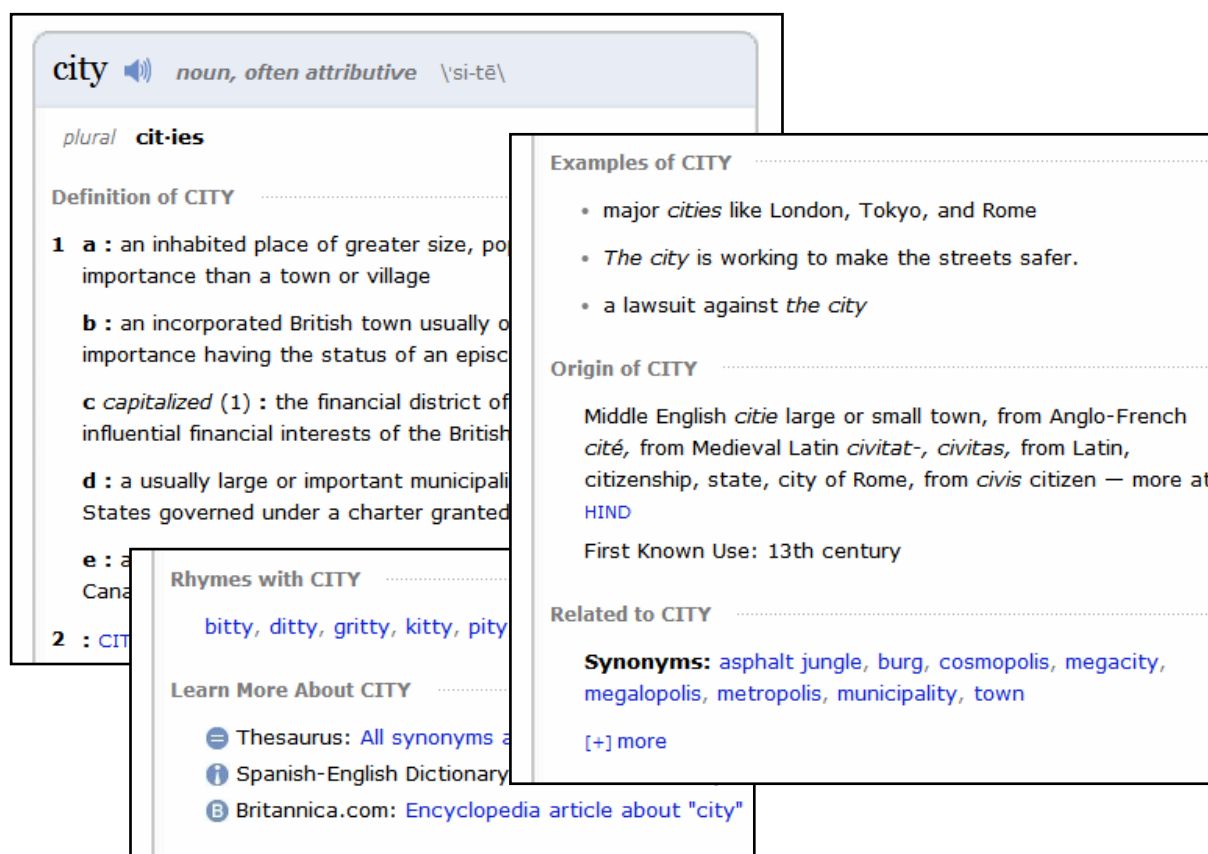 city noun, often attributive \ˈsi-tē\
plural cit·ies
Definition of CITY
1 a : an inhabited place of greater size,
importance than a town or village
b : an incorporated British town usually
importance having the status of an
c capitalized (1) : the financial district of
influential financial interests of the British
d : a usually large or important
States governed under a charter granted
e :
2 :
Examples of CITY
• major cities like London, Tokyo, and Rome
• The city is working to make the streets safer.
• a lawsuit against the city
Origin of CITY
Middle English citie large or small town, from Anglo-French
cité, from Medieval Latin civitat-, civitas, from Latin,
citizenship, state, city of Rome, from civis citizen — more at
HIND
First Known Use: 13th century
Related to CITY
Synonyms: asphalt jungle, burg, cosmopolis, megacity,
megalopolis, metropolis, municipality, town
[+] more
Rhymes with CITY
bitty, ditty, gritty, kitty, pity
Learn More About CITY
Thesaurus: All synonyms
Spanish-English Dictionary
Britannica.com: Encyclopedia article about "city"